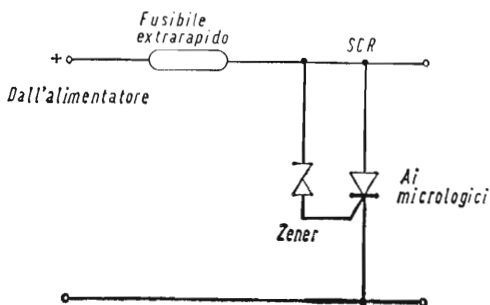 Fusibile
extrarapido
SCR
+
Dall'alimentatore
Ai
micrologici
Zener